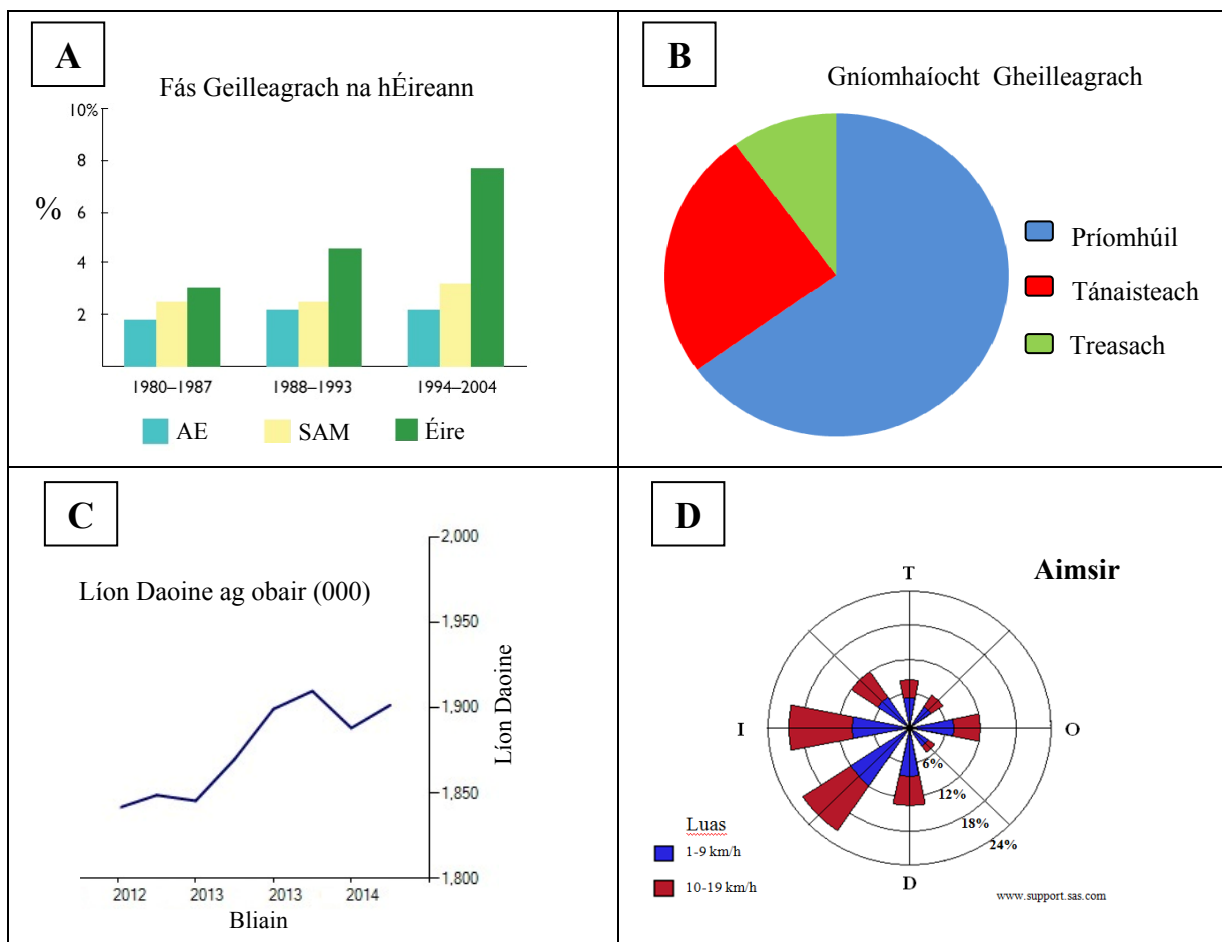 A
Fás Geilleagrach na hÉireann
10%
8
%
6
4
2
1980–1987
1988–1993
1994–2004
AE
SAM
Éire
B
Gníomhaíocht Gheilleagrach
Príomhúil
Tánaisteach
Treasach
C
Líon Daoine ag obair (000)
2,000
1,950
1,900
1,850
1,800
Líon Daoine
2012
2013
2013
2014
Bliain
D
Aimsir
T
I
O
D
6%
12%
18%
24%
Luas
1-9 km/h
10-19 km/h
www.support.sas.com